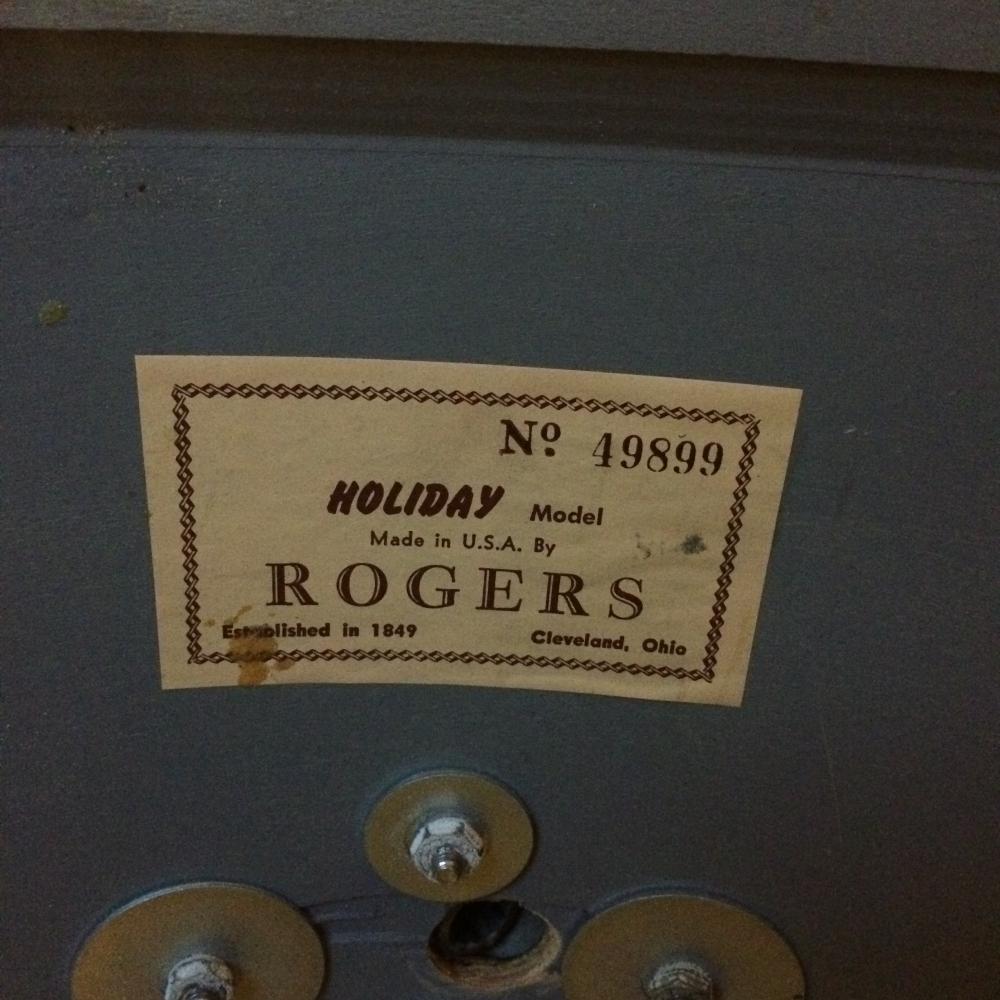 Nº 49899
HOLIDAY Model
Made in U.S.A. By
ROGERS
Established in 1849 Cleveland, Ohio